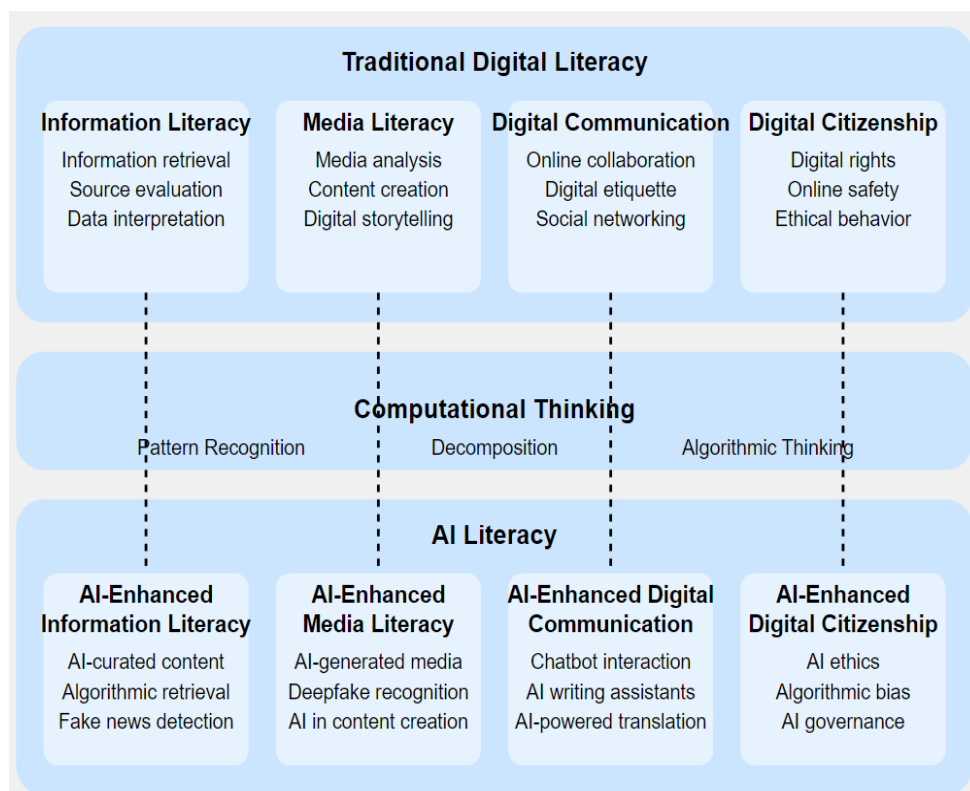 Traditional Digital Literacy
Information Literacy
Information retrieval
Source evaluation
Data interpretation
Media Literacy
Media analysis
Content creation
Digital storytelling
Digital Communication
Online collaboration
Digital etiquette
Social networking
Digital Citizenship
Digital rights
Online safety
Ethical behavior
Computational Thinking
Pattern Recognition
Decomposition
Algorithmic Thinking
AI Literacy
AI-Enhanced
Information Literacy
AI-curated content
Algorithmic retrieval
Fake news detection
AI-Enhanced
Media Literacy
AI-generated media
Deepfake recognition
AI in content creation
AI-Enhanced Digital
Communication
Chatbot interaction
AI writing assistants
AI-powered translation
AI-Enhanced
Digital Citizenship
AI ethics
Algorithmic bias
AI governance